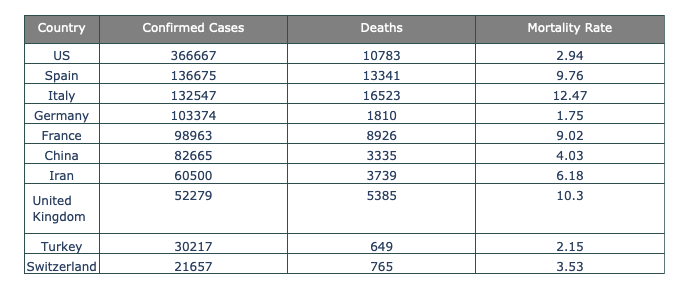 Country Confirmed Cases Deaths Mortality Rate
US 366667 10783 2.94
Spain 136675 13341 9.76
Italy 132547 16523 12.47
Germany 103374 1810 1.75
France 98963 8926 9.02
China 82665 3335 4.03
Iran 60500 3739 6.18
United 52279 5385 10.3
Kingdom
Turkey 30217 649 2.15
Switzerland 21657 765 3.53